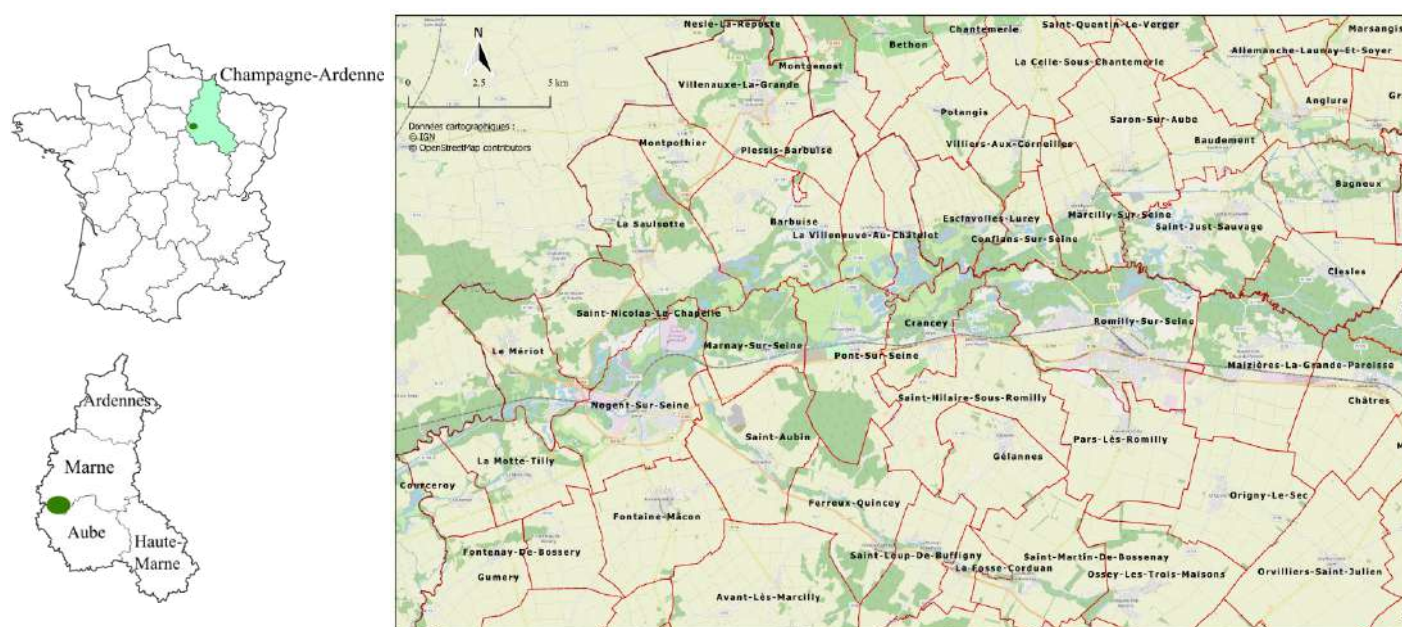 Champagne-Ardenne
Ardennes
Marne
Aube
Haute-
Marne
N
0 2.5 5 km
Données cartographiques :
© IGN
© OpenStreetMap contributors
Nesle-La-Reposte
Chantemerle
Saint-Quentin-Le-Verger
Marsangis
Bethon
Allemanche-Launay-Et-Soyer
Montgenost
La Celle-Sous-Chantemerle
Villenauxe-La-Grande
Anglure
Gr
Potangis
Saron-Sur-Aube
Montpothier
Plessis-Barbuise
Villiers-Aux-Corneilles
Baudement
Bagneux
La Saulsotte
Barbuise
Esclavolles-Lurey
Marcilly-Sur-Seine
La Villeneuve-Au-Châtelot
Conflans-Sur-Seine
Saint-Just-Sauvage
Clesles
Saint-Nicolas-La-Chapelle
Crancey
Romilly-Sur-Seine
Le Mériot
Marnay-Sur-Seine
Pont-Sur-Seine
Maizières-La-Grande-Paroisse
Nogent-Sur-Seine
Saint-Hilaire-Sous-Romilly
Châtres
Saint-Aubin
Pars-Lès-Romilly
M
La Motte-Tilly
Gélannes
Courceroy
Origny-Le-Sec
Fontaine-Mâcon
Ferreux-Quincey
Fontenay-De-Bossery
Saint-Loup-De-Buffigny
Saint-Martin-De-Bossenay
Gumery
La Fosse-Corduan
Ossey-Les-Trois-Maisons
Orvilliers-Saint-Julien
Avant-Lès-Marcilly